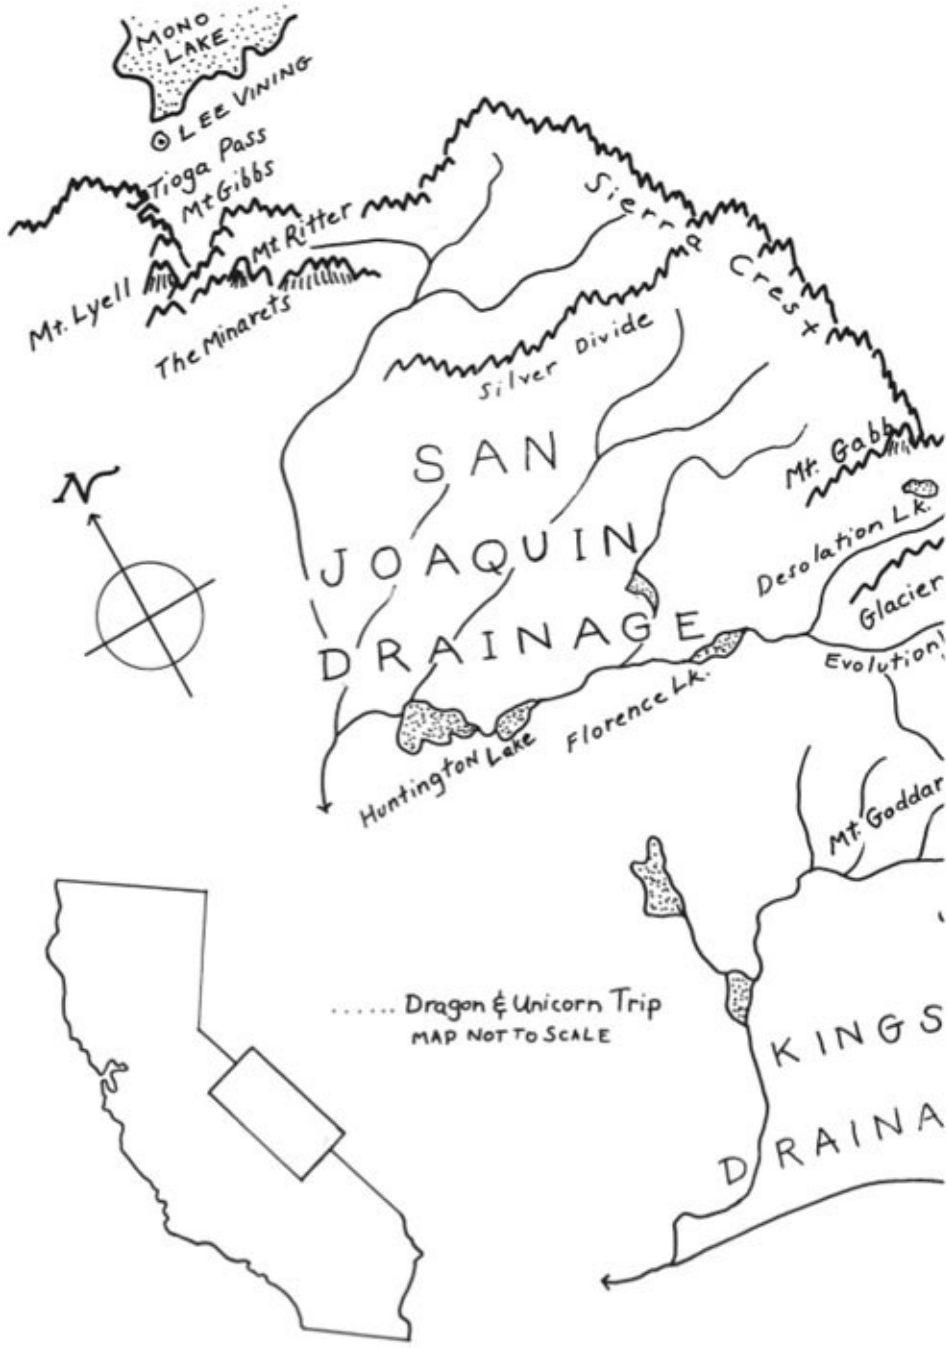 MONO
LAKE
LEE VINING
Tioga Pass
Mt Gibbs
Mt Ritter
Mt. Lyell
The Minarets
Sierra Crest
Silver Divide
SAN
JOAQUIN
DRAINAGE
Mt. Gabb
Desolation Lk.
Glacier
Evolution
N
Florence Lk.
Huntington Lake
Mt. Goddar
...... Dragon & Unicorn Trip
MAP NOT TO SCALE
KINGS
DRAINA